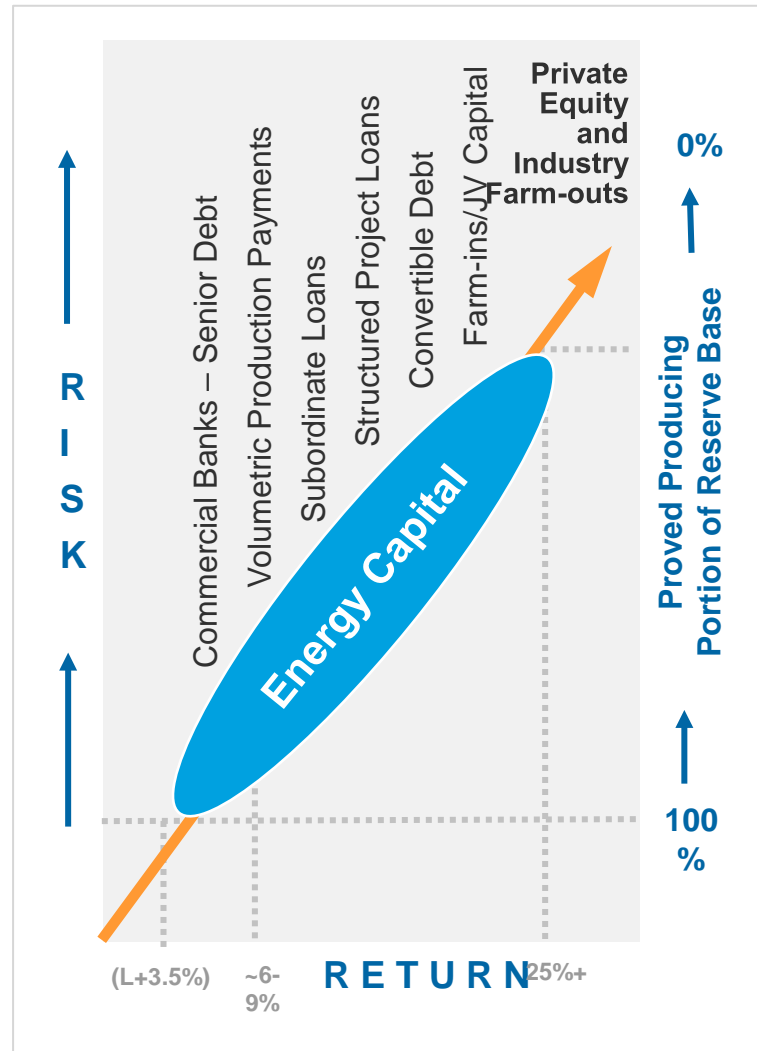 Private
Equity
and
Industry
Farm-outs
Commercial Banks – Senior Debt
Volumetric Production Payments
Subordinate Loans
Structured Project Loans
Convertible Debt
Farm-ins/JV Capital
R
I
S
K
Energy Capital
0%
Proved Producing
Portion of Reserve Base
100
%
(L+3.5%)
~6-
9%
RETURN
25%+